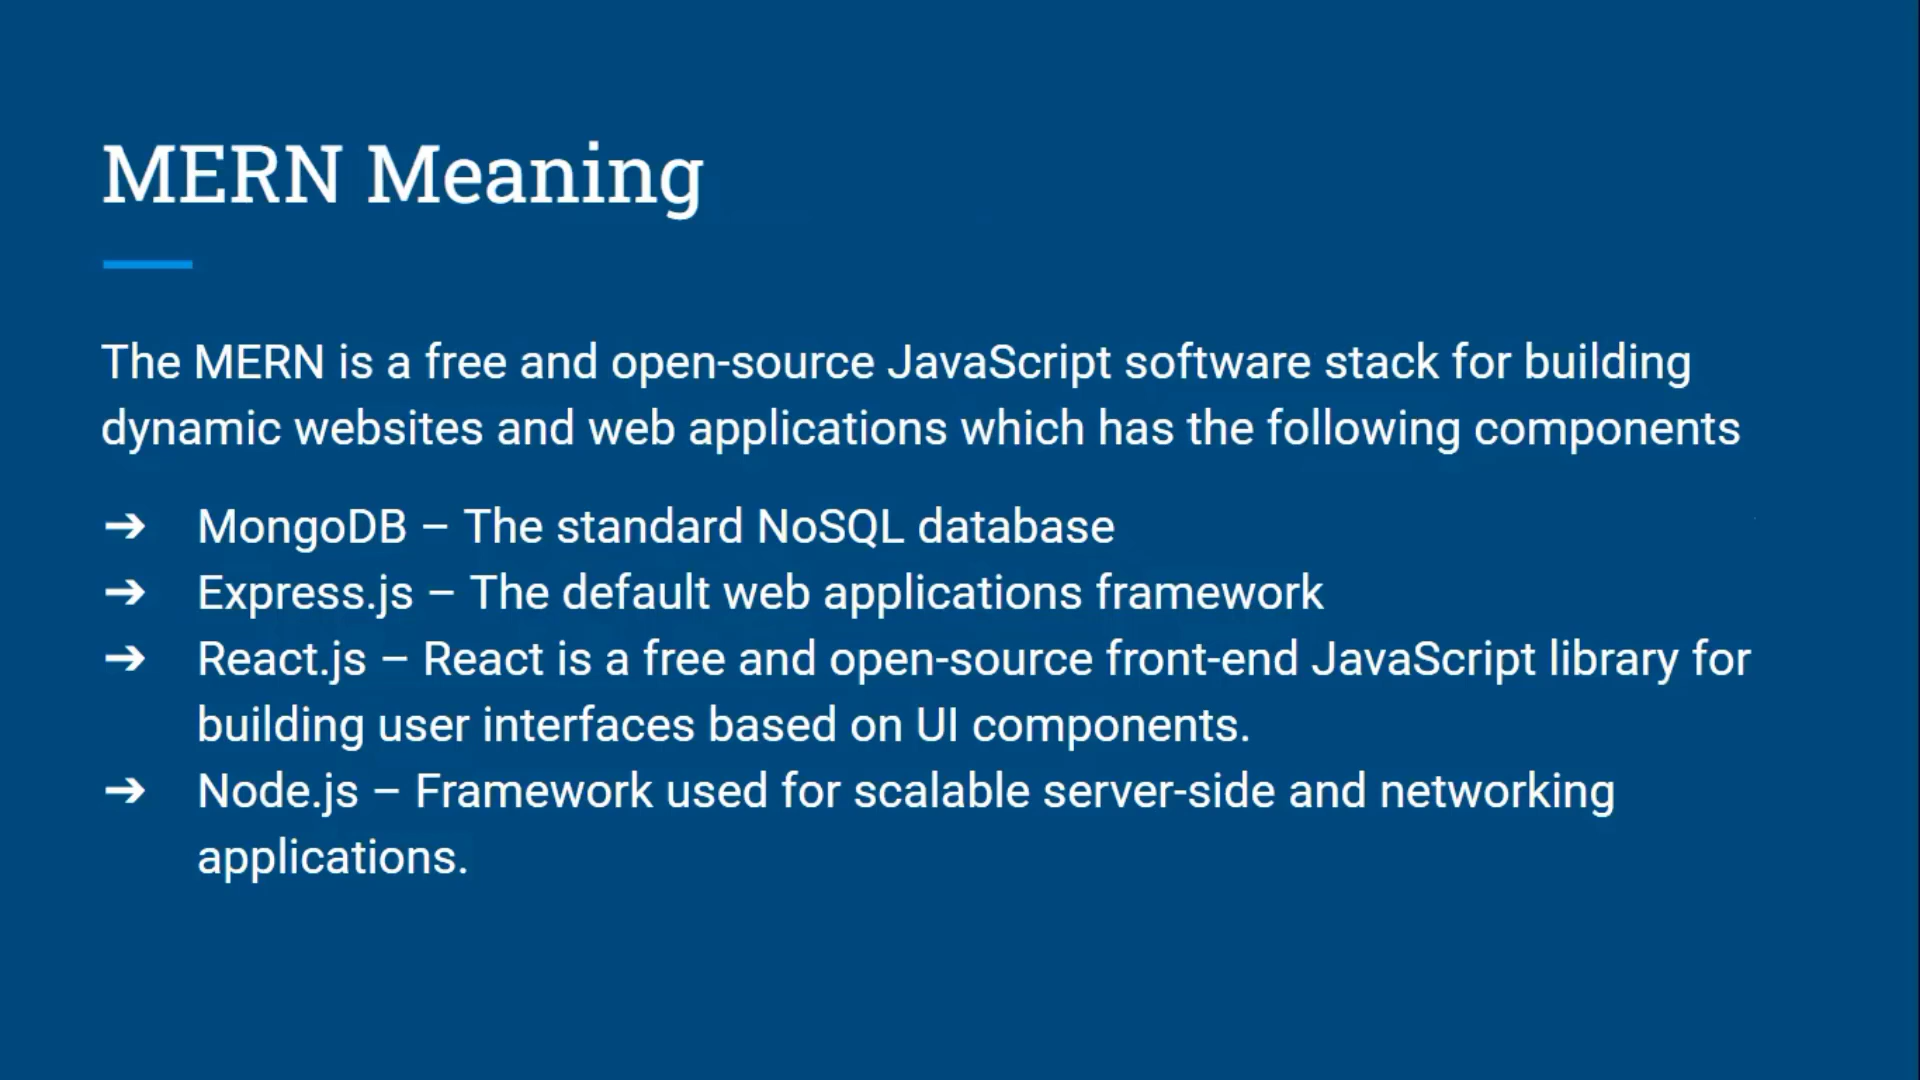 MERN Meaning
The MERN is a free and open-source JavaScript software stack for building
dynamic websites and web applications which has the following components
➔ MongoDB – The standard NoSQL database
➔ Express.js – The default web applications framework
➔ React.js – React is a free and open-source front-end JavaScript library for
building user interfaces based on UI components.
➔ Node.js – Framework used for scalable server-side and networking
applications.